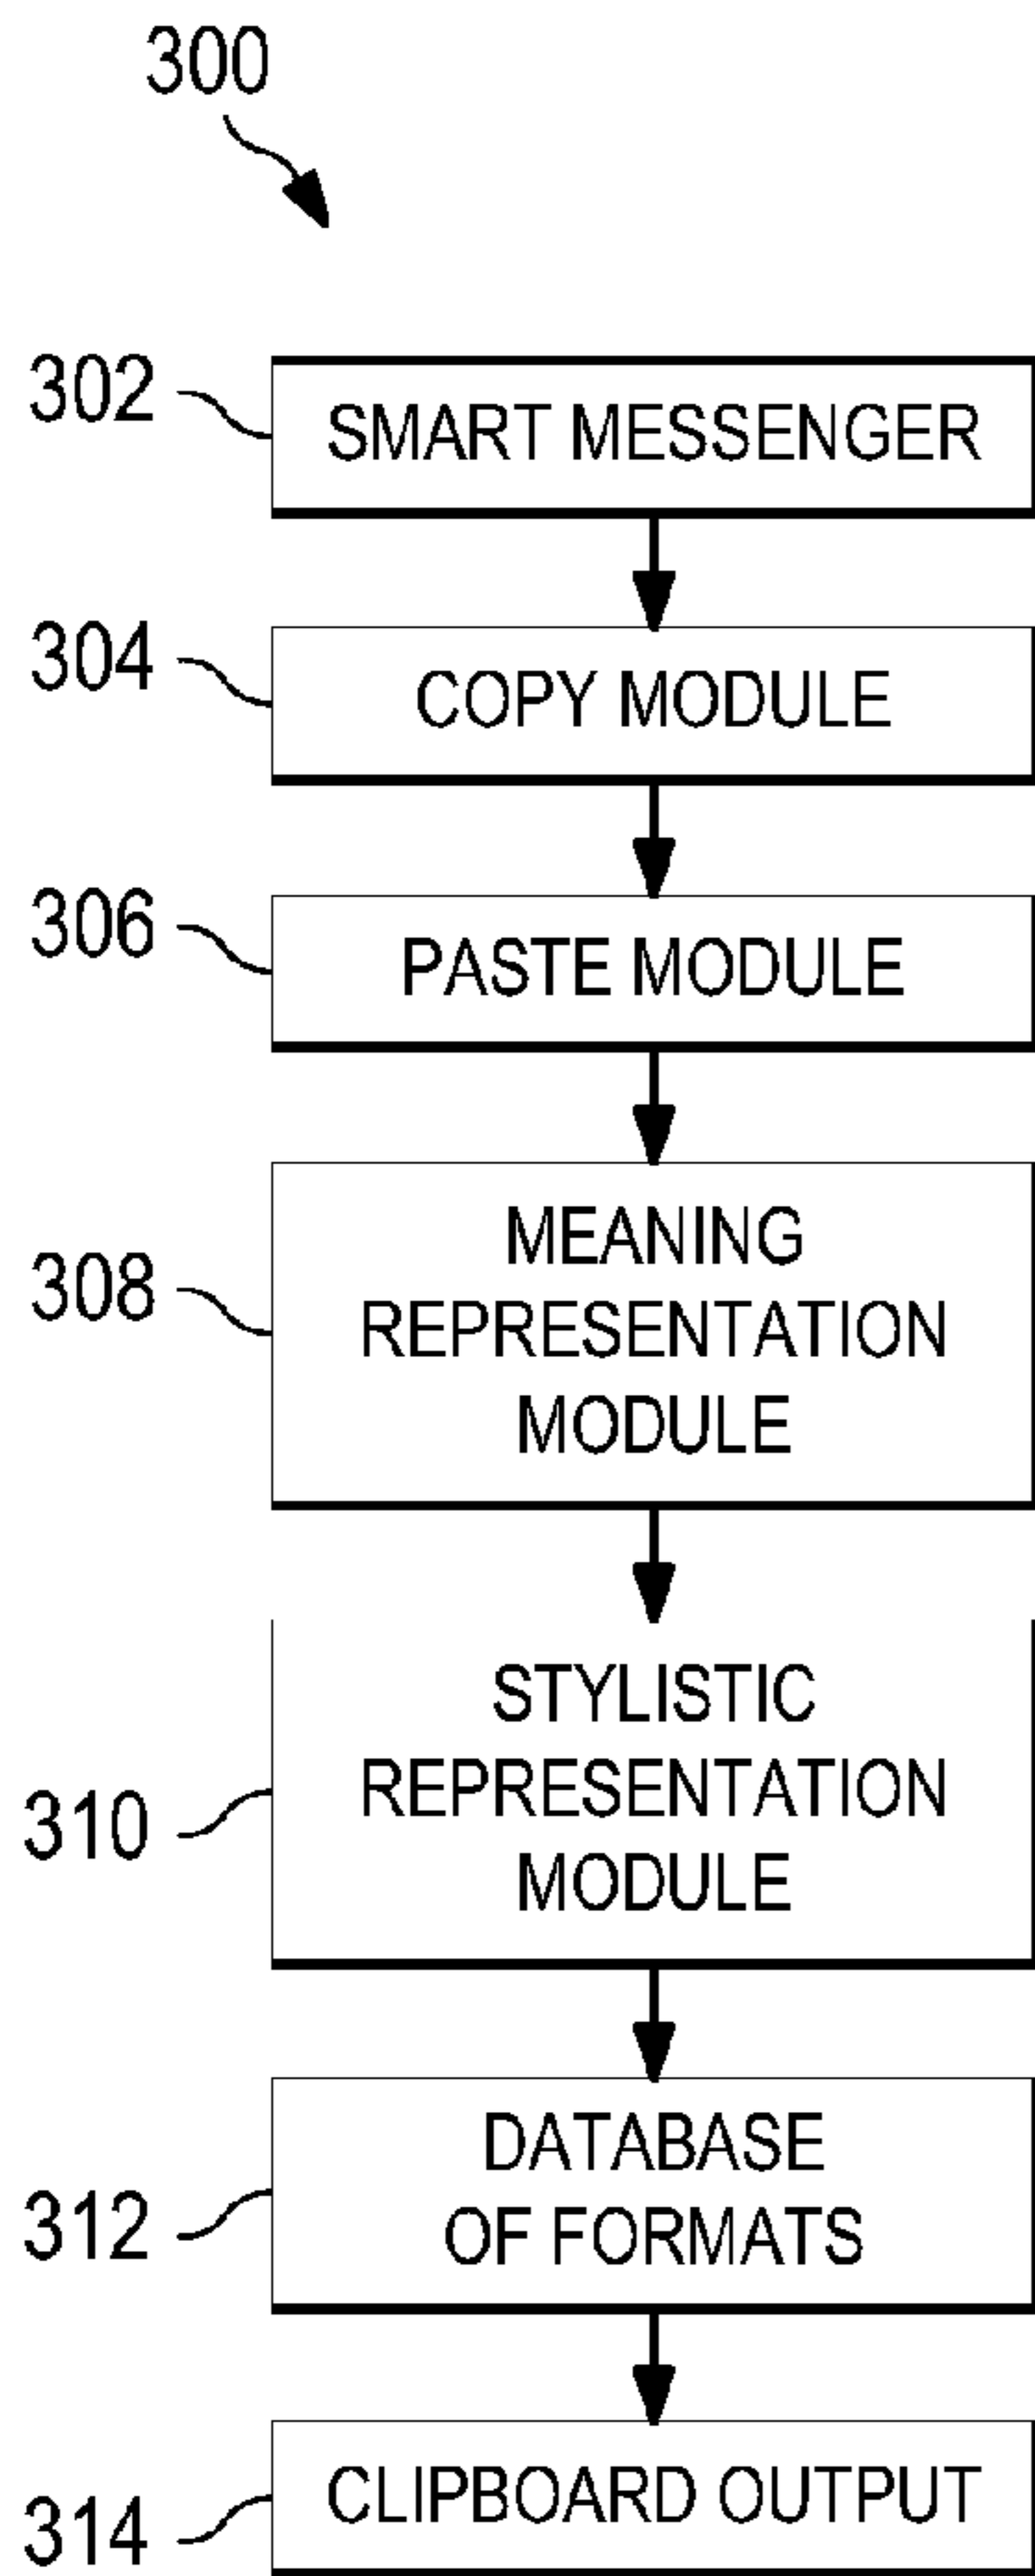 300
302
SMART MESSENGER
304
COPY MODULE
306
PASTE MODULE
308
MEANING
REPRESENTATION
MODULE
310
STYLISTIC
REPRESENTATION
MODULE
312
DATABASE
OF FORMATS
314
CLIPBOARD OUTPUT